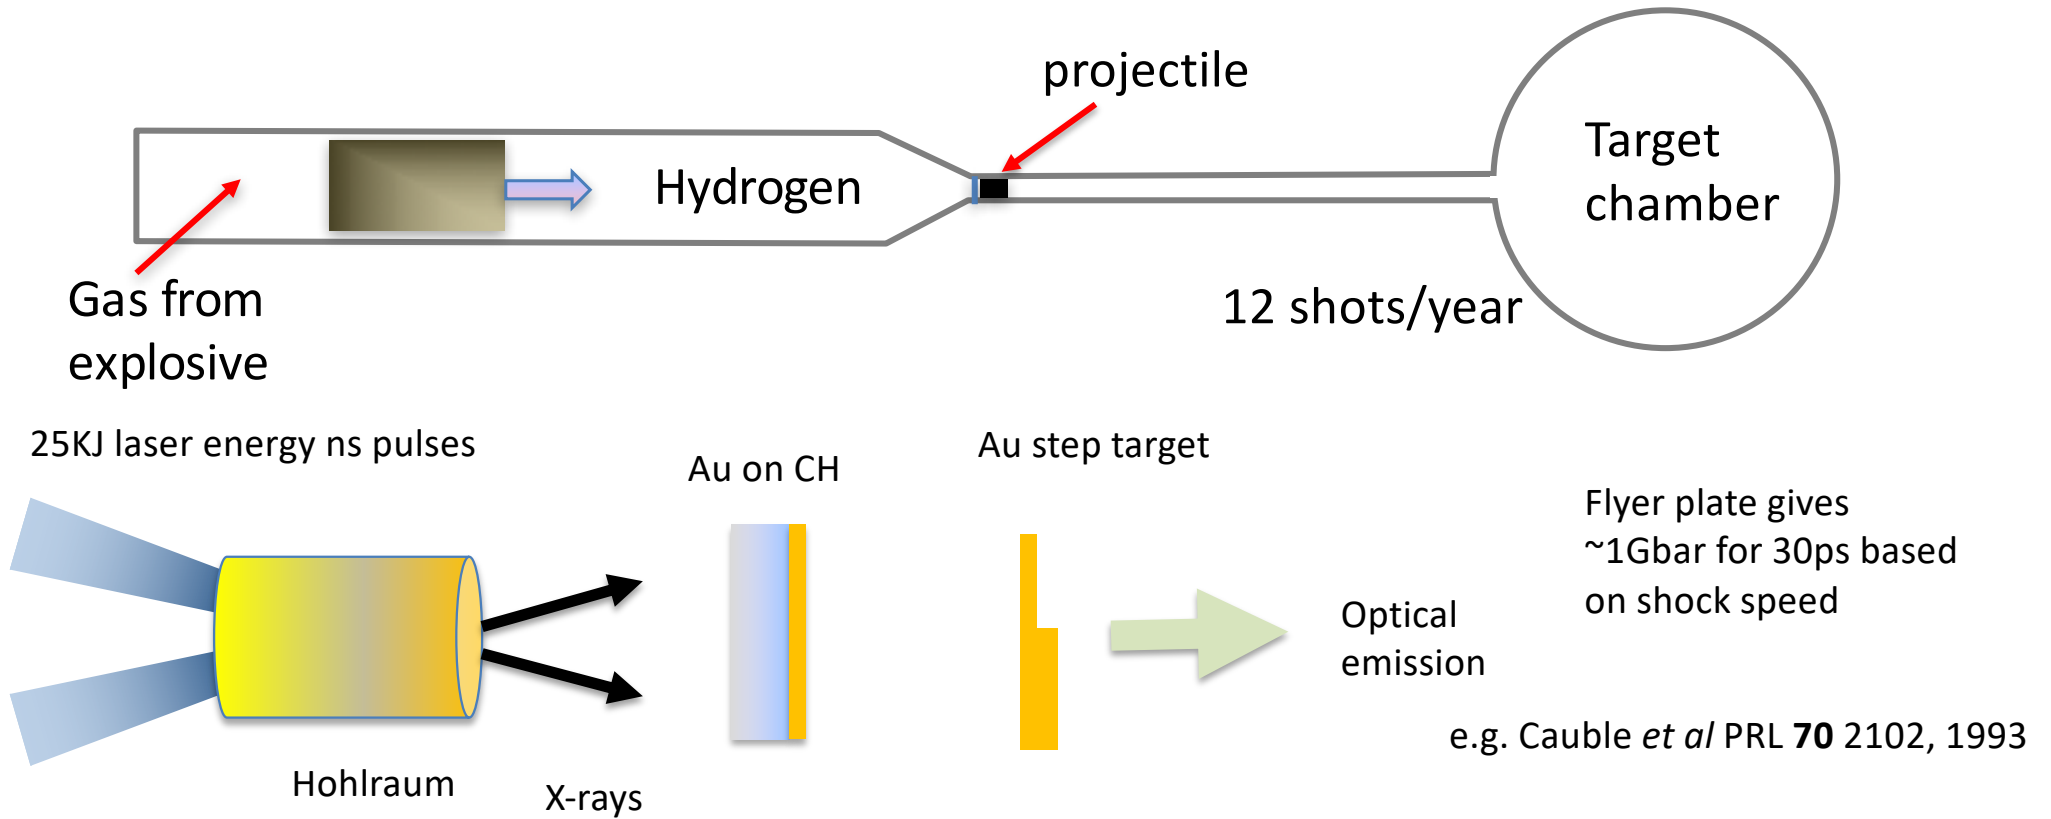 projectile
Hydrogen
Target
chamber
Gas from
explosive
12 shots/year
25KJ laser energy ns pulses
Au on CH
Au step target
Flyer plate gives
~1Gbar for 30ps based
on shock speed
Optical
emission
e.g. Cauble et al PRL 70 2102, 1993
Hohlraum
X-rays